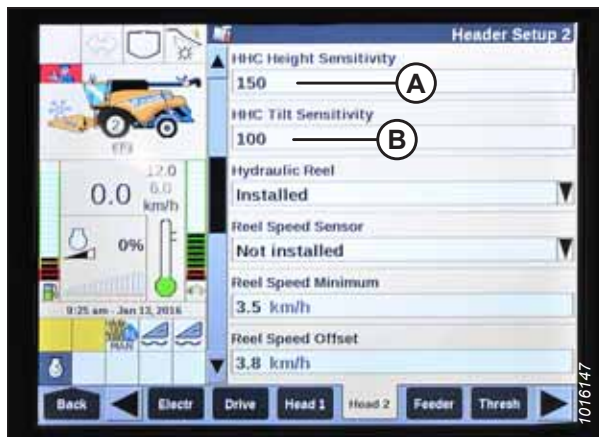 Header Setup 2
HHC Height Sensitivity
150
A
HHC Tilt Sensitivity
100
B
Hydraulic Reel
Installed
Reel Speed Sensor
Not installed
Reel Speed Minimum
3.5 km/h
Reel Speed Offset
3.8 km/h
2
12.0
0.0
6.0
km/h
0%
9:25 am - Jan 13, 2016
MAN
Back
Electr
Drive
Head 1
Head 2
Feeder
Thresh
1016147